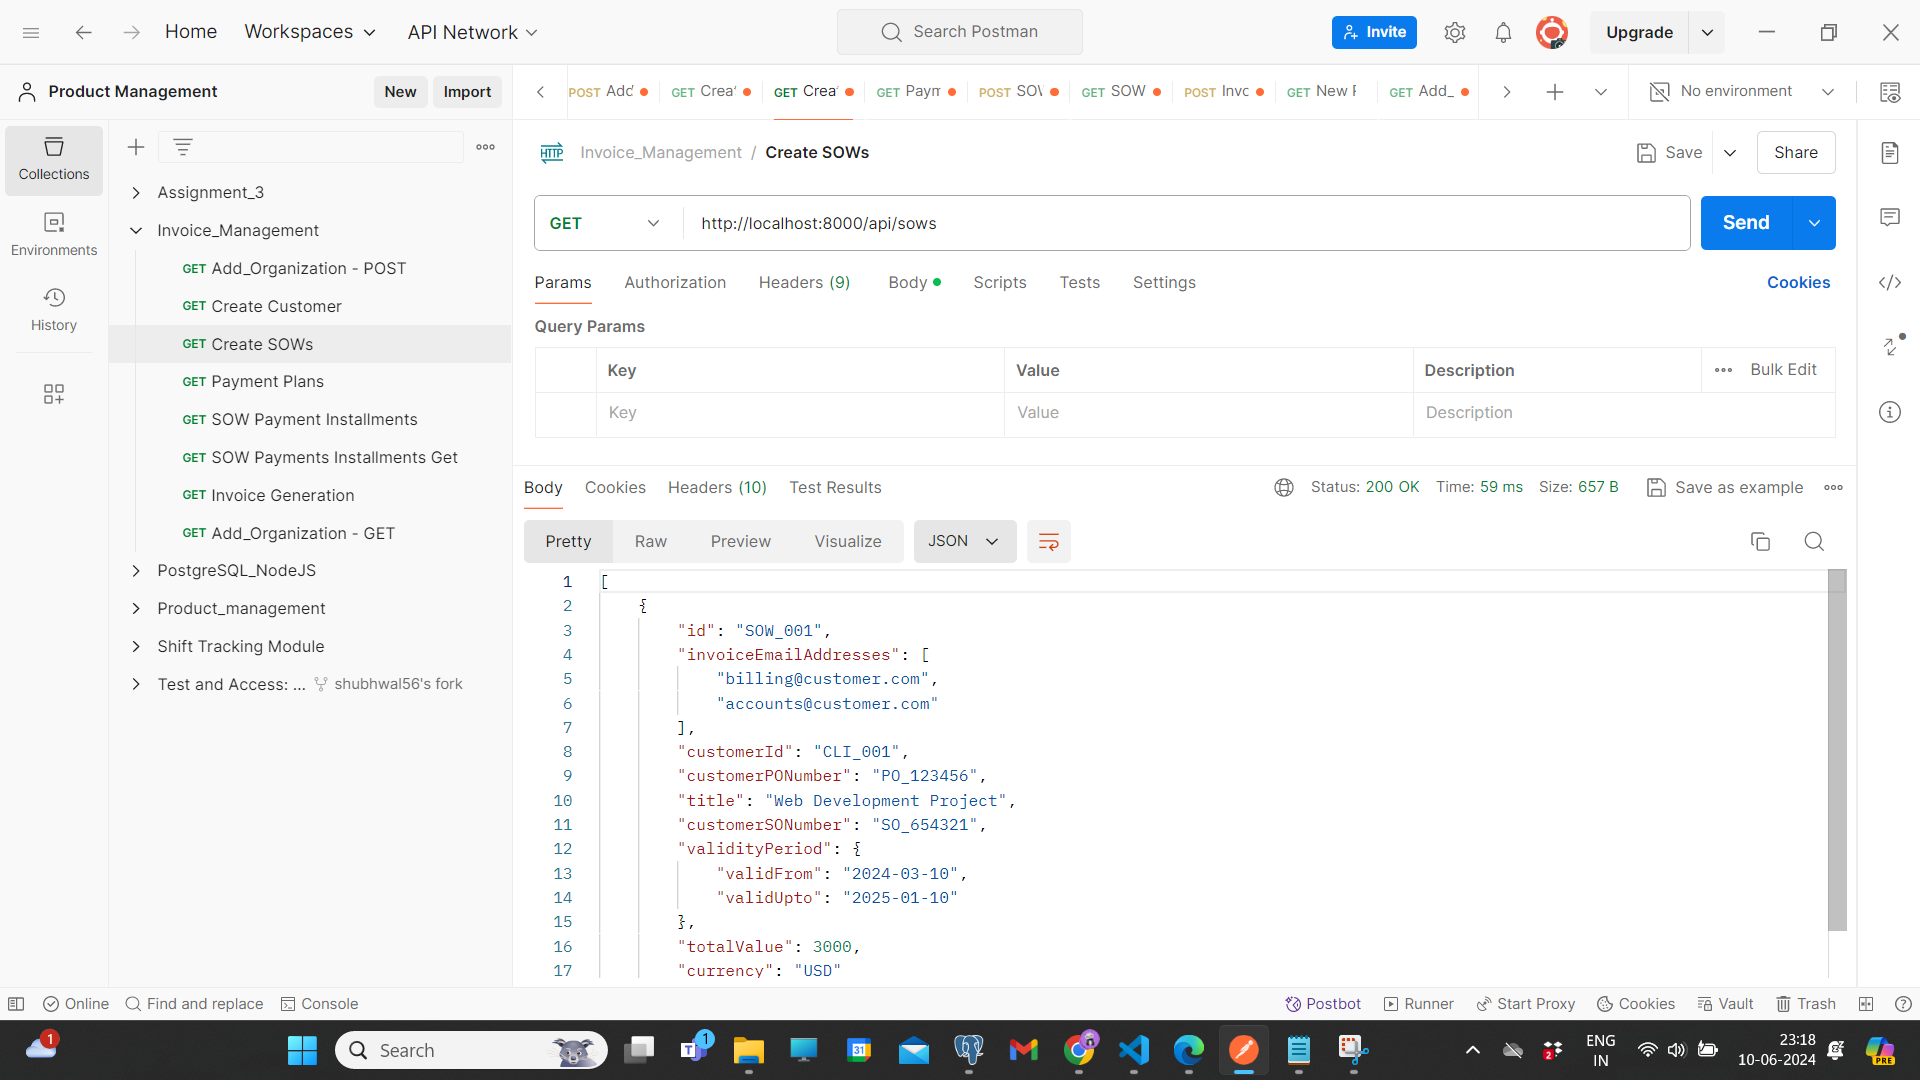 Home Workspaces API Network Search Postman Invite Upgrade
Product Management New Import
POST Add GET Crea GET Crea GET Paym POST SOW GET SOW POST Invo GET New GET Add_ No environment
Collections
Environments
History
Assignment_3
Invoice_Management
GET Add_Organization - POST
GET Create Customer
GET Create SOWs
GET Payment Plans
GET SOW Payment Installments
GET SOW Payments Installments Get
GET Invoice Generation
GET Add_Organization - GET
PostgreSQL_NodeJS
Product_management
Shift Tracking Module
Test and Access: ... shubhwal56's fork
HTTP Invoice_Management / Create SOWs Save Share
GET http://localhost:8000/api/sows Send
Params Authorization Headers (9) Body Scripts Tests Settings Cookies
Query Params
Key Value Description Bulk Edit
Key Value Description
Body Cookies Headers (10) Test Results Status: 200 OK Time: 59 ms Size: 657 B Save as example
Pretty Raw Preview Visualize JSON
1 [
2 {
3 "id": "SOW_001",
4 "invoiceEmailAddresses": [
5 "billing@customer.com",
6 "accounts@customer.com"
7 ],
8 "customerId": "CLI_001",
9 "customerPONumber": "PO_123456",
10 "title": "Web Development Project",
11 "customerSONumber": "SO_654321",
12 "validityPeriod": {
13 "validFrom": "2024-03-10",
14 "validUpto": "2025-01-10"
15 },
16 "totalValue": 3000,
17 "currency": "USD"
Online Find and replace Console Postbot Runner Start Proxy Cookies Vault Trash
1 Search 1 31 2 ENG 23:18
IN 10-06-2024 PRE